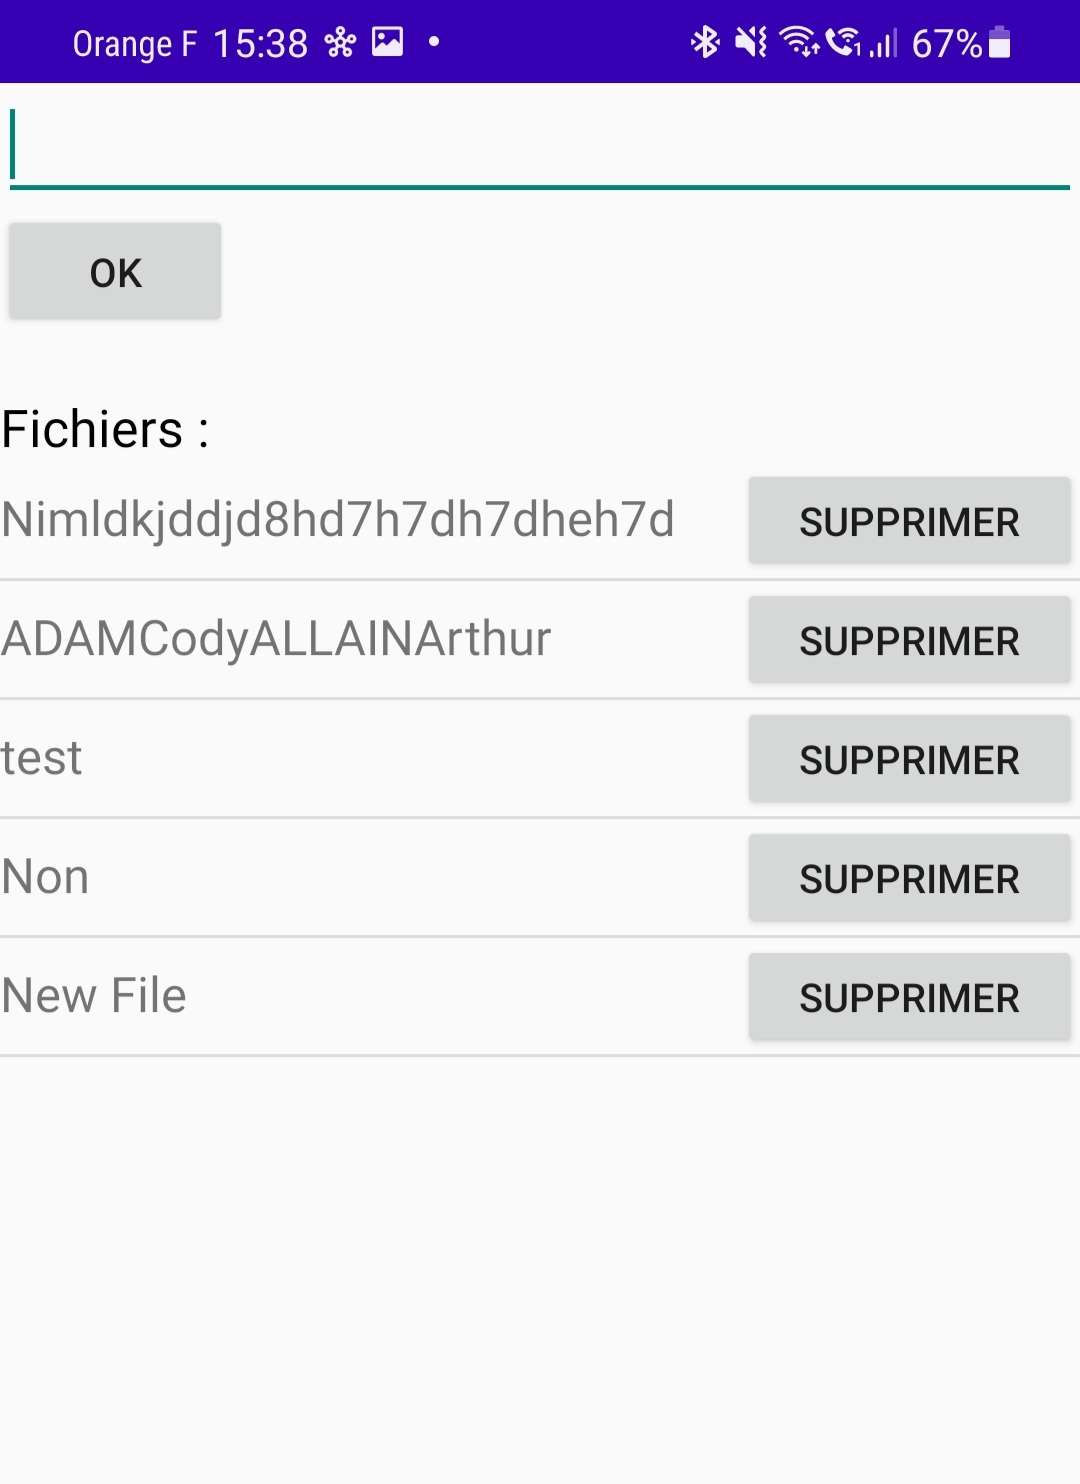 Orange F 15:38 67%
OK
Fichiers :
Nimldkjddjd8hd7h7dh7dheh7d SUPPRIMER
ADAMCodyALLAINArthur SUPPRIMER
test SUPPRIMER
Non SUPPRIMER
New File SUPPRIMER